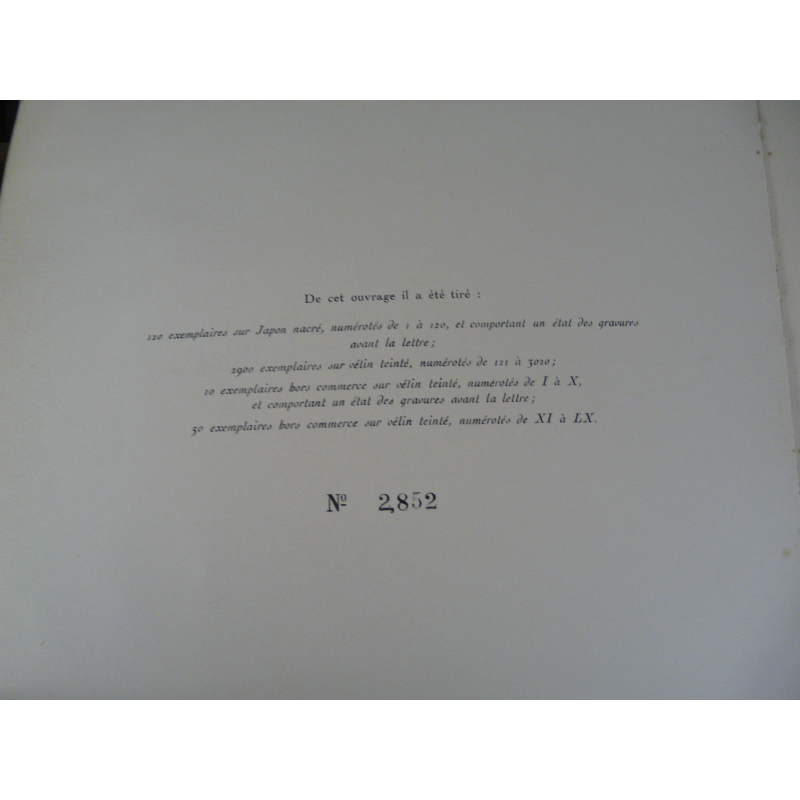 De cet ouvrage il a été tiré :
120 exemplaires sur Japon nacré, numérotés de 1 à 120, et comportant un état des gravures
avant la lettre ;
2900 exemplaires sur vélin teinté, numérotés de 121 à 3020 ;
10 exemplaires hors commerce sur vélin teinté, numérotés de I à X,
et comportant un état des gravures avant la lettre ;
50 exemplaires hors commerce sur vélin teinté, numérotés de XI à LX.
Nº 2,852